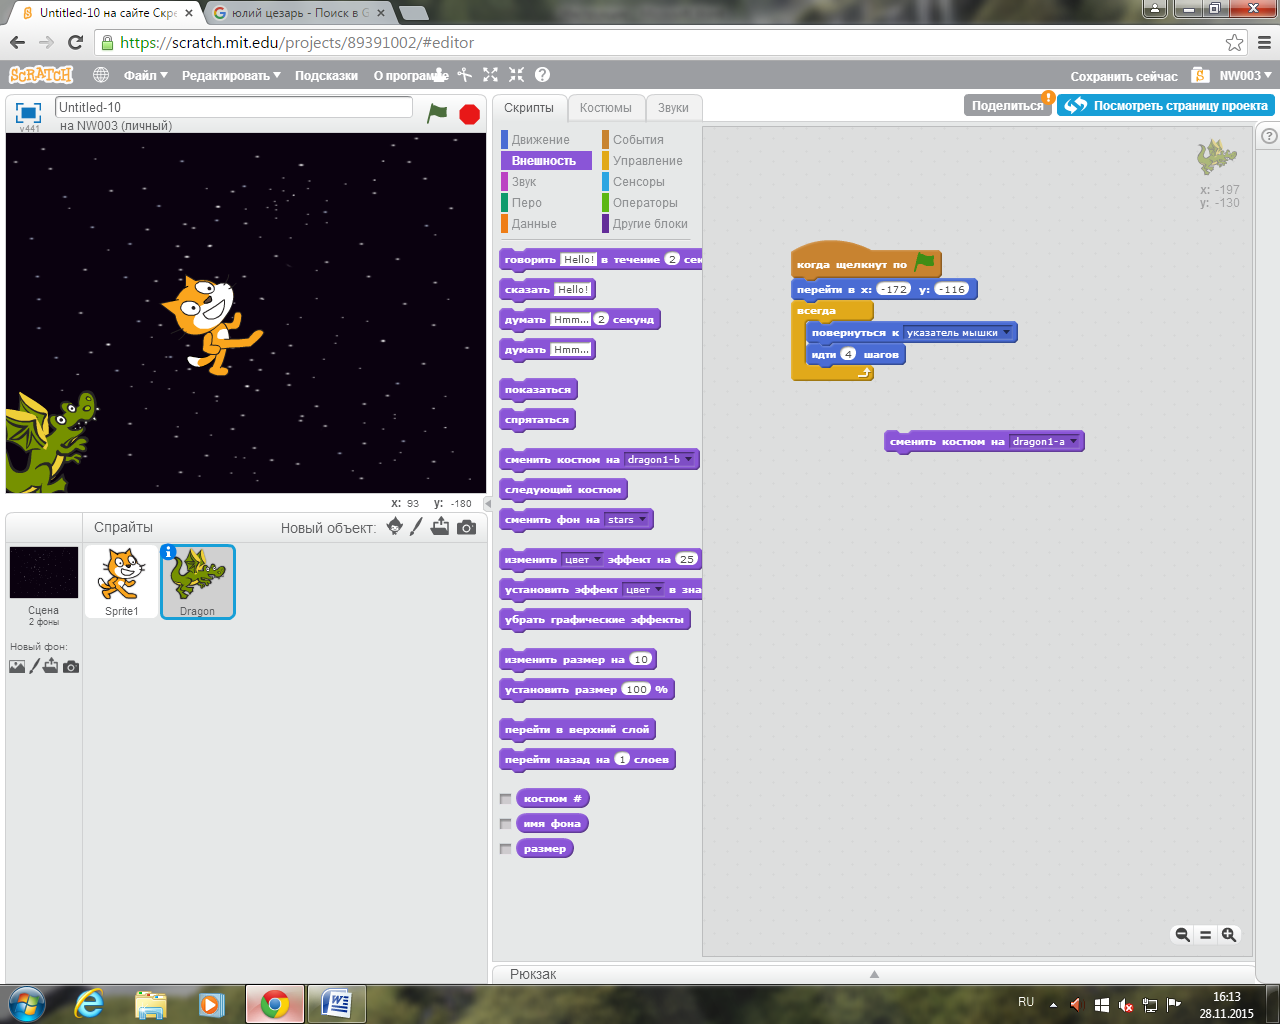 Untitled-10 на сайте Скре
юлий цезарь - Поиск в G
https://scratch.mit.edu/projects/89391002/#editor
SCRATCH
Файл
Редактировать
Подсказки
О программе
Сохранить сейчас
NW003
v441
Untitled-10
на NW003 (личный)
Скрипты
Костюмы
Звуки
Поделиться
!
Посмотреть страницу проекта
Движение
События
Внешность
Управление
Звук
Сенсоры
Перо
Операторы
Данные
Другие блоки
x: -197
y: -130
говорить Hello! в течение 2 сек
сказать Hello!
думать Hmm... 2 секунд
думать Hmm...
показаться
спрятаться
сменить костюм на dragon1-b
следующий костюм
сменить фон на stars
изменить цвет эффект на 25
установить эффект цвет в зна
убрать графические эффекты
изменить размер на 10
установить размер 100 %
перейти в верхний слой
перейти назад на 1 слоев
костюм #
имя фона
размер
когда щелкнут по
перейти в x: -172 y: -116
всегда
повернуться к указатель мышки
идти 4 шагов
сменить костюм на dragon1-a
x: 93 y: -180
Спрайты
Новый объект:
Сцена
2 фоны
Новый фон:
Sprite1
Dragon
Рюкзак
RU
16:13
28.11.2015